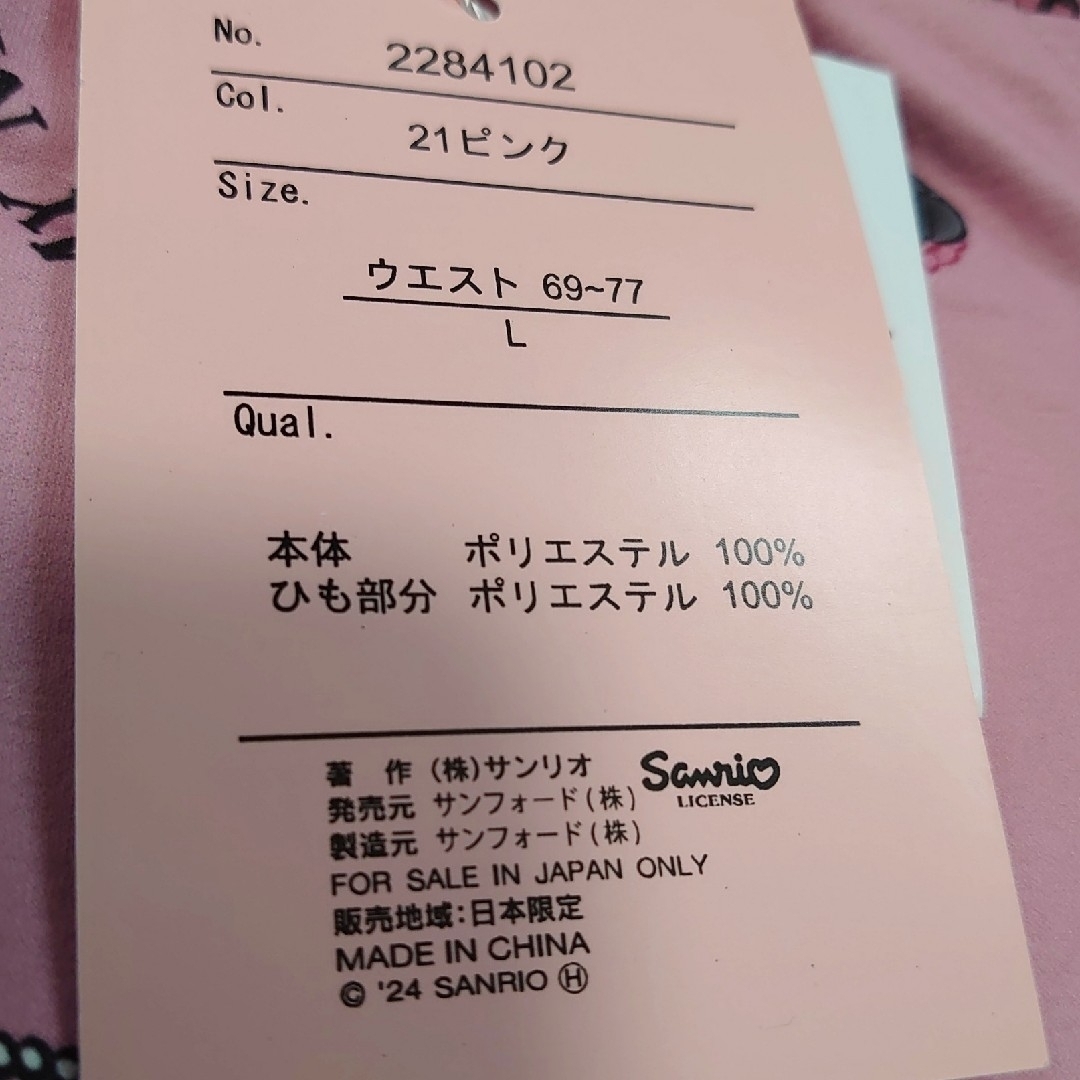 No.
2284102
Col.
21ピンク
Size.
ウエスト 69~77
L
Qual.
本体 ポリエステル 100%
ひも部分 ポリエステル 100%
著 作 (株)サンリオ
発売元 サンフォード(株)
製造元 サンフォード(株)
Sanrio
LICENSE
FOR SALE IN JAPAN ONLY
販売地域:日本限定
MADE IN CHINA
© '24 SANRIO Ⓗ